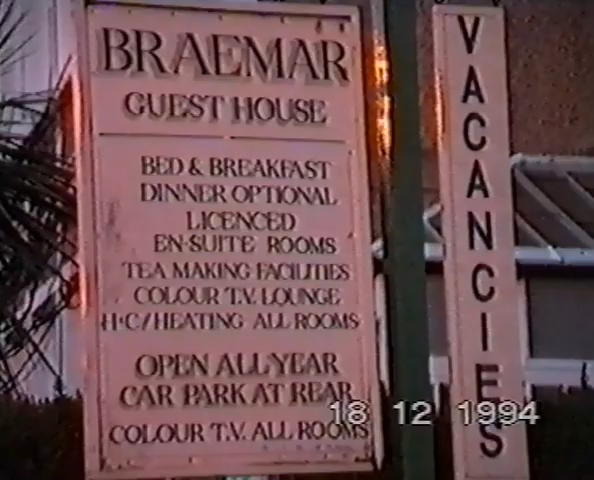 BRAEMAR
GUEST HOUSE
BED & BREAKFAST
DINNER OPTIONAL
LICENCED
EN-SUITE ROOMS
TEA MAKING FACILITIES
COLOUR T.V. LOUNGE
H·C/HEATING ALL ROOMS
OPEN ALL YEAR
CAR PARK AT REAR
COLOUR T.V. ALL ROOMS
VACANCIES
18 12 1994